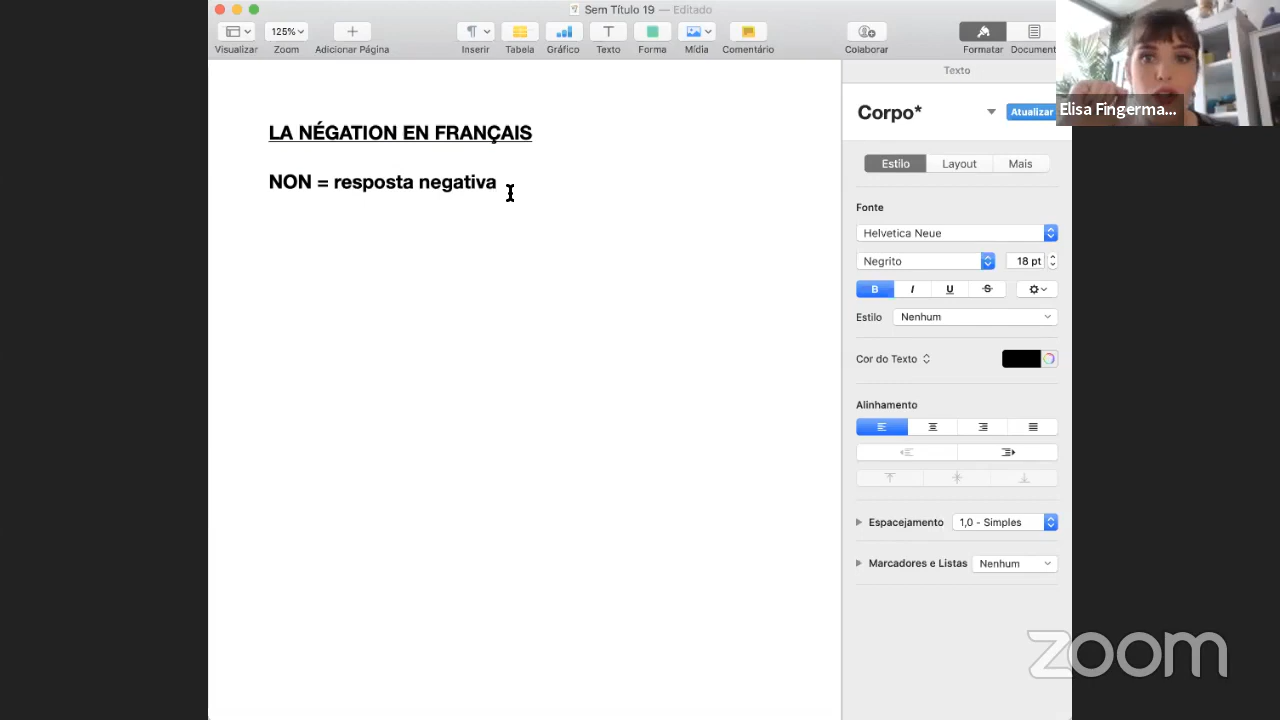 Sem Título 19 — Editado
Visualizar
125%
Zoom
Adicionar Página
Inserir
Tabela
Gráfico
Texto
Forma
Mídia
Comentário
Colaborar
Formatar
Document
Elisa Fingerma...
LA NÉGATION EN FRANÇAIS
NON = resposta negativa
Texto
Corpo*
Atualizar
Estilo
Layout
Mais
Fonte
Helvetica Neue
Negrito
18 pt
B I U S
Estilo
Nenhum
Cor do Texto
Alinhamento
Espacejamento
1,0 - Simples
Marcadores e Listas
Nenhum
zoom